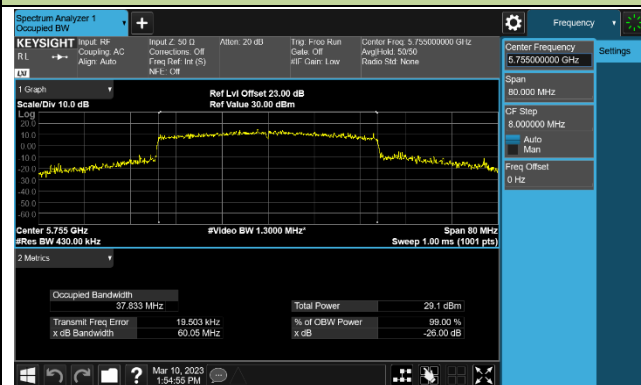 Spectrum Analyzer 1
Occupied BW
Frequency
KEYSIGHT
RL
LXI
Input: RF
Coupling: AC
Align: Auto
Input Z: 50 Ω
Corrections: Off
Freq Ref: Int (S)
NFE: Off
Atten: 20 dB
Trig: Free Run
Gate: Off
#IF Gain: Low
Center Freq: 5.755000000 GHz
Avg|Hold: 50/50
Radio Std: None
Center Frequency
5.755000000 GHz
Settings
Span
80.000 MHz
CF Step
8.000000 MHz
Auto
Man
Freq Offset
0 Hz
1 Graph
Scale/Div 10.0 dB
Ref Lvl Offset 23.00 dB
Ref Value 30.00 dBm
Log
20.0
10.0
0.00
-10.0
-20.0
-30.0
-40.0
-50.0
-60.0
Center 5.755 GHz
#Res BW 430.00 kHz
#Video BW 1.3000 MHz*
Span 80 MHz
Sweep 1.00 ms (1001 pts)
2 Metrics
Occupied Bandwidth
37.833 MHz
Total Power 29.1 dBm
Transmit Freq Error 19.503 kHz
% of OBW Power 99.00 %
x dB Bandwidth 60.05 MHz
x dB -26.00 dB
?
Mar 10, 2023
1:54:55 PM